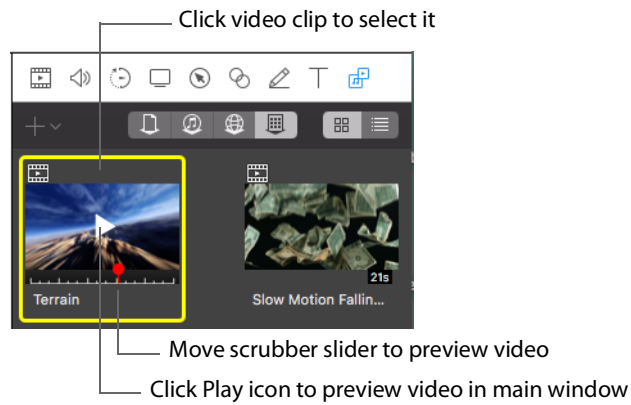 Click video clip to select it
T
21s
Terrain
Slow Motion Fallin...
Move scrubber slider to preview video
Click Play icon to preview video in main window